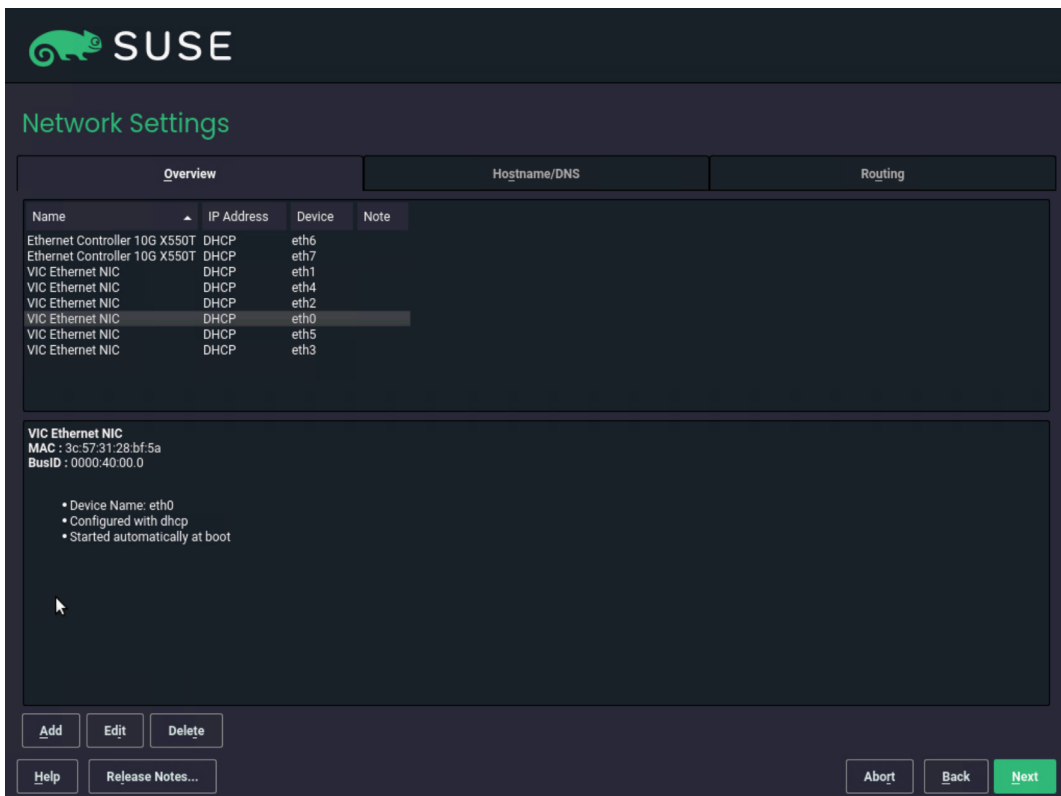 SUSE
Network Settings
Overview Hostname/DNS Routing
Name IP Address Device Note
Ethernet Controller 10G X550T DHCP eth6
Ethernet Controller 10G X550T DHCP eth7
VIC Ethernet NIC DHCP eth1
VIC Ethernet NIC DHCP eth4
VIC Ethernet NIC DHCP eth2
VIC Ethernet NIC DHCP eth0
VIC Ethernet NIC DHCP eth5
VIC Ethernet NIC DHCP eth3
VIC Ethernet NIC
MAC : 3c:57:31:28:bf:5a
BusID : 0000:40:00.0
• Device Name: eth0
• Configured with dhcp
• Started automatically at boot
Add Edit Delete
Help Release Notes... Abort Back Next